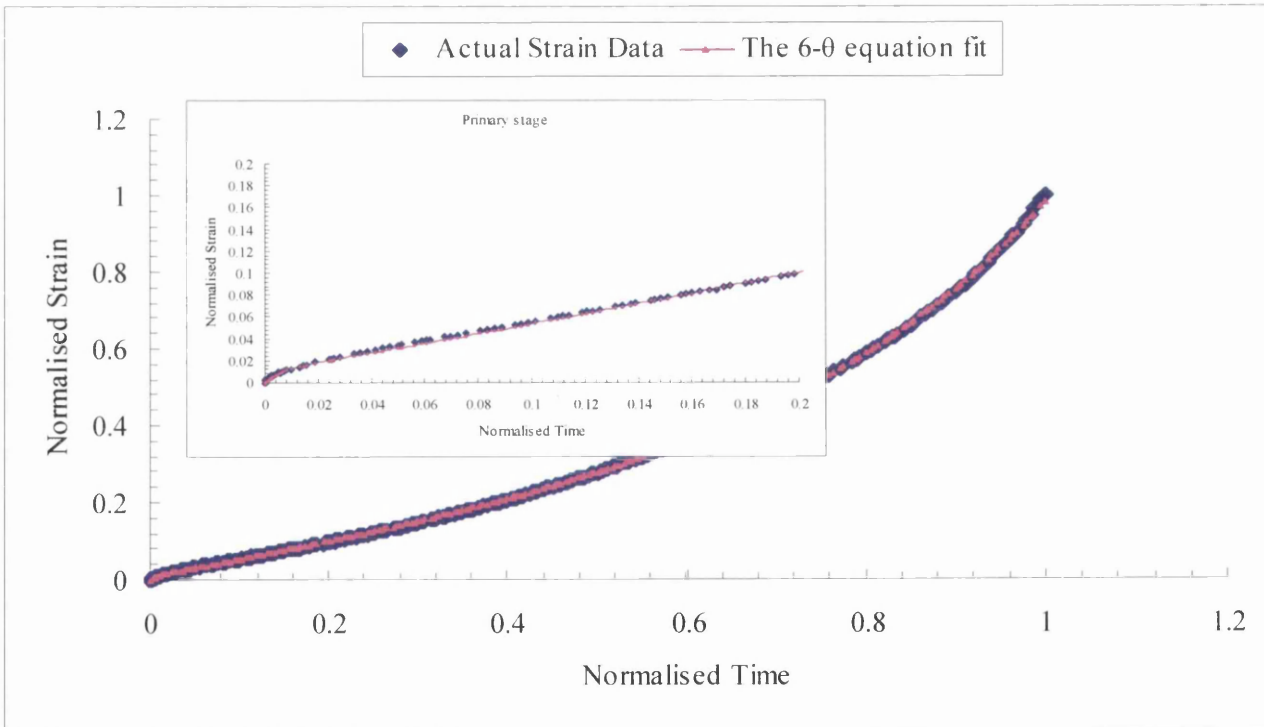 Actual Strain Data The 6-θ equation fit
1.2
1
0.8
0.6
0.4
0.2
0
Normalised Strain
Primary stage
0.2
0.18
0.16
0.14
0.12
0.1
0.08
0.06
0.04
0.02
0
Normalised Strain
0 0.02 0.04 0.06 0.08 0.1 0.12 0.14 0.16 0.18 0.2
Normalised Time
0 0.2 0.4 0.6 0.8 1 1.2
Normalised Time